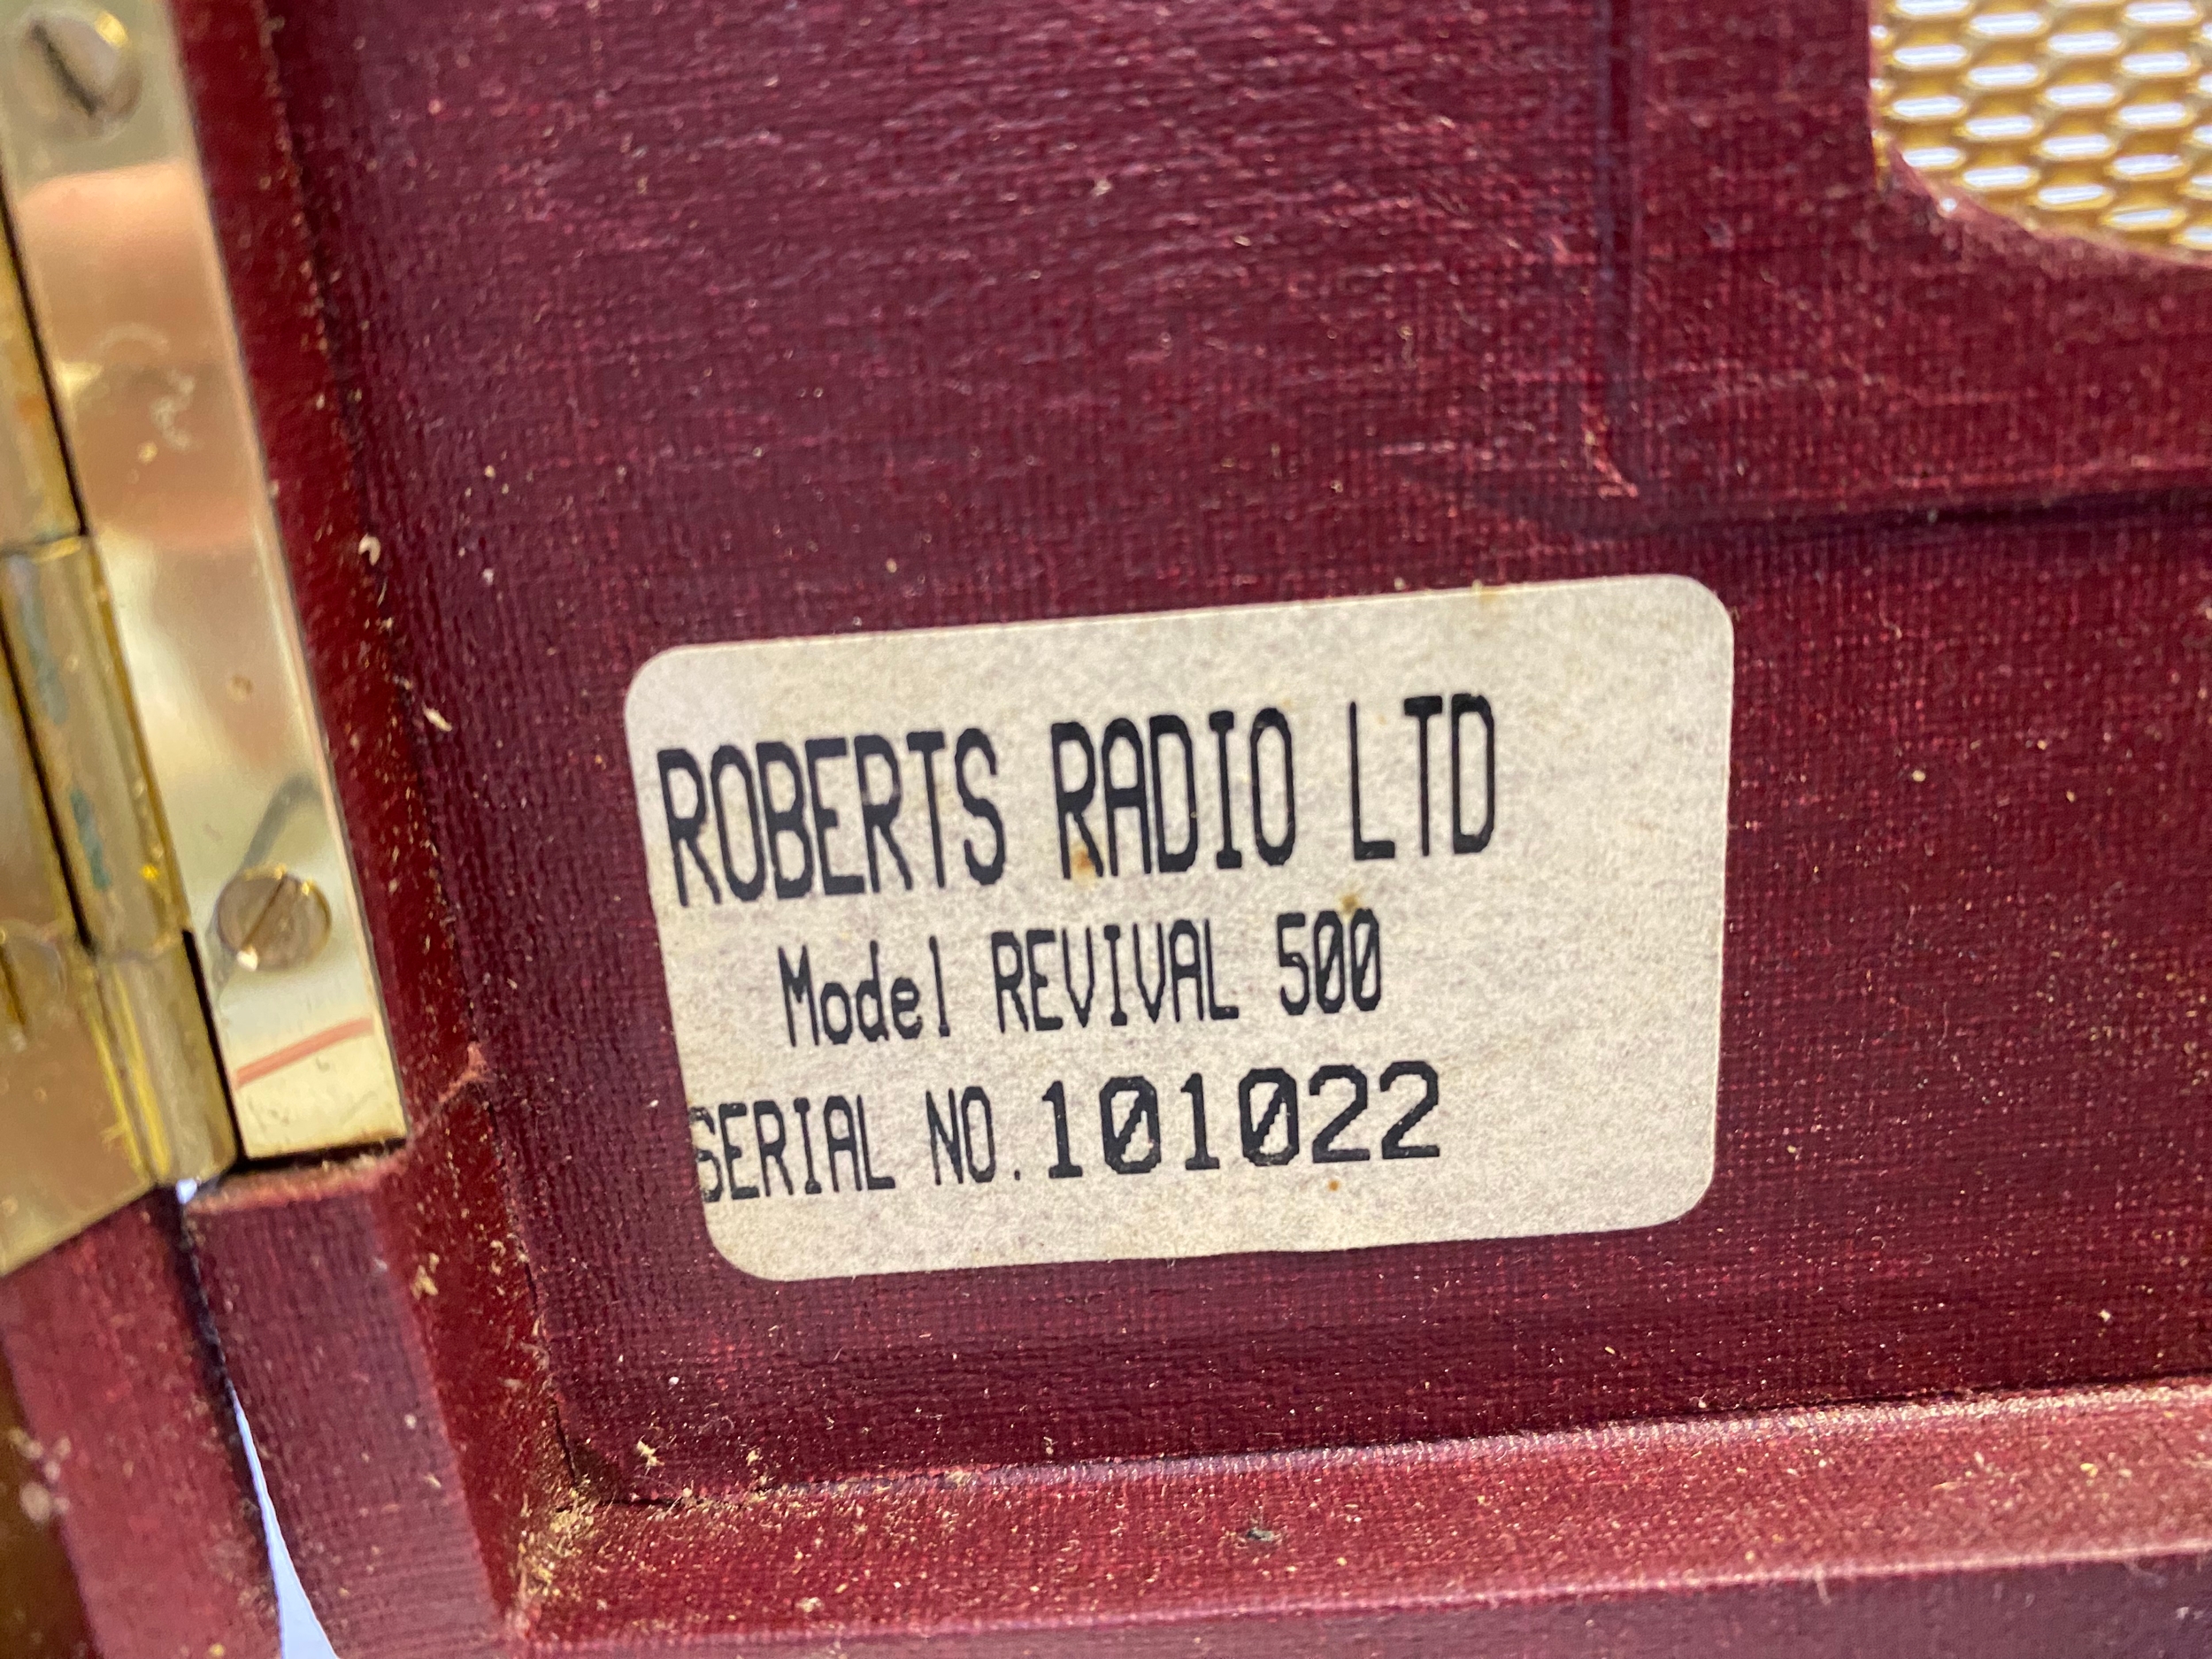 ROBERTS RADIO LTD
Model REVIVAL 500
SERIAL NO. 101022